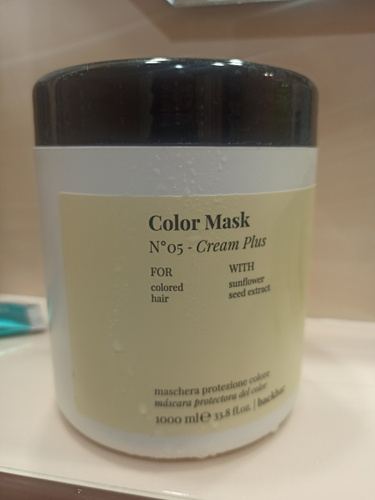 Color Mask
N°05 - Cream Plus
FOR WITH
colored sunflower
hair seed extract
maschera protezione colore
máscara protectora del color
1000 ml ℮ 33.8 fl.oz. | backbar